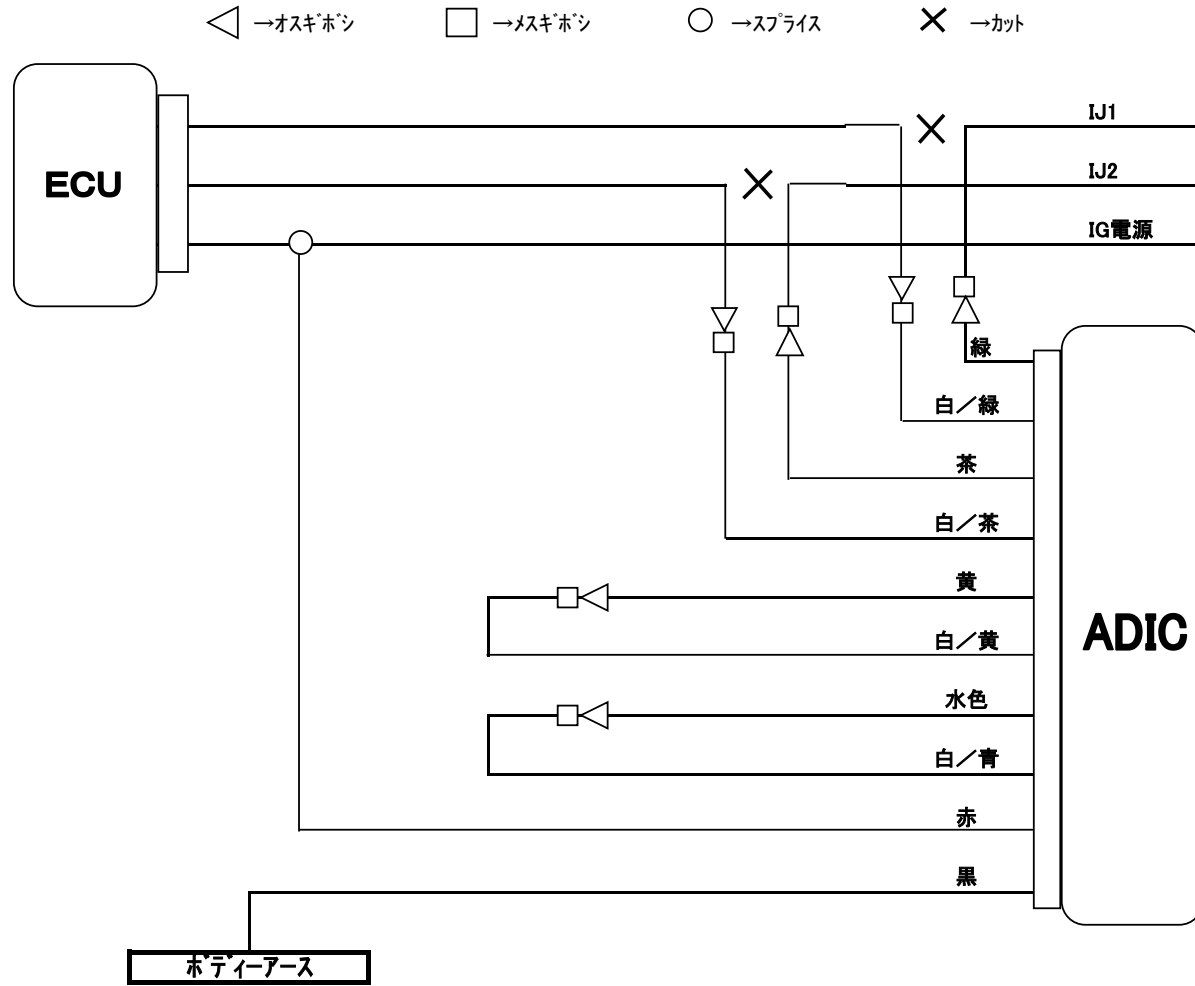 →オスギボシ →メスギボシ →スプライス →カット
IJ1
ECU
IJ2
IG電源
緑
白／緑
茶
白／茶
黄
白／黄
ADIC
水色
白／青
赤
黒
ボディーアース